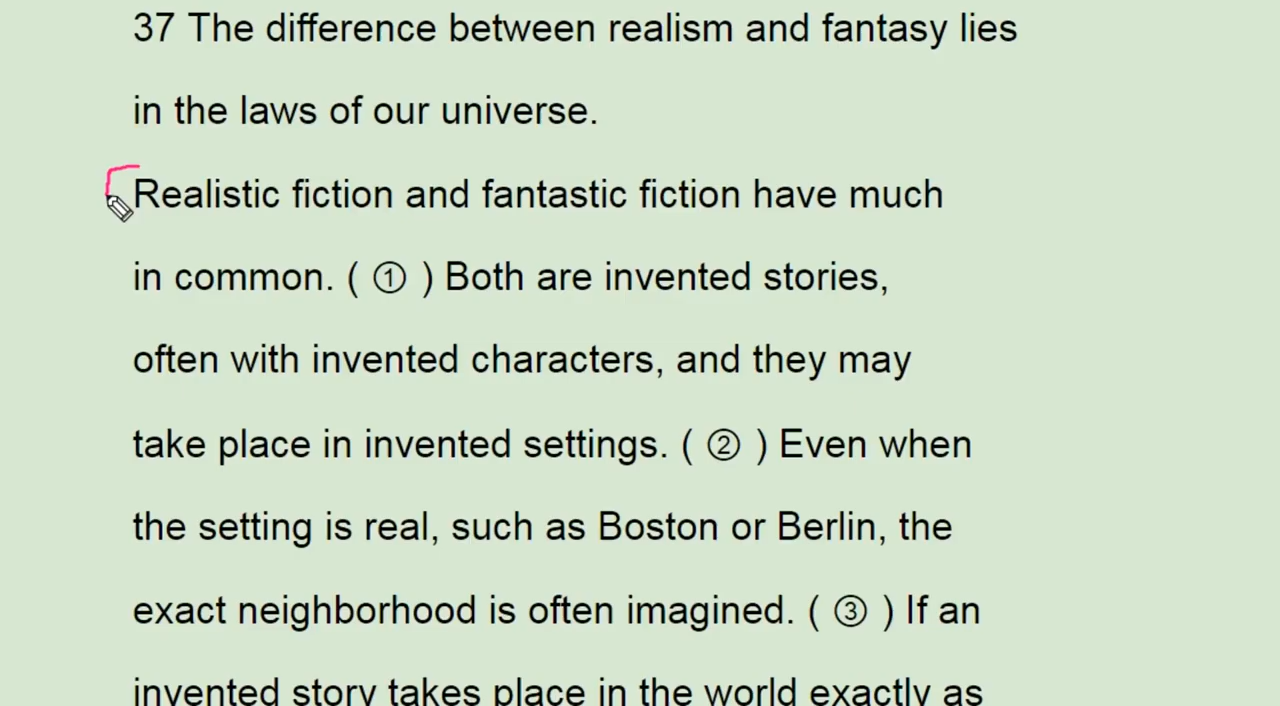 37 The difference between realism and fantasy lies
in the laws of our universe.
Realistic fiction and fantastic fiction have much
in common. ( ① ) Both are invented stories,
often with invented characters, and they may
take place in invented settings. ( ② ) Even when
the setting is real, such as Boston or Berlin, the
exact neighborhood is often imagined. ( ③ ) If an
invented story takes place in the world exactly as